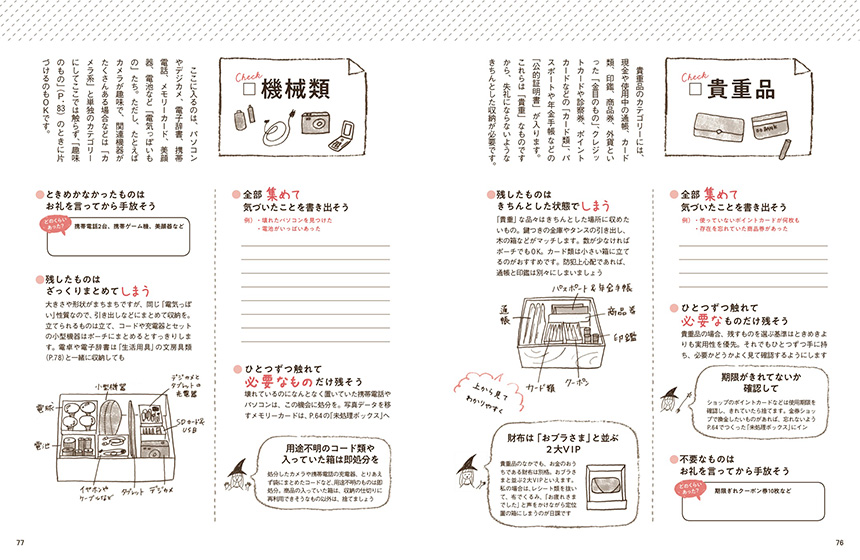 Check
□貴重品
貴重品のカテゴリーには、
現金や使用中の通帳、カード
類、印鑑、商品券、外貨とい
った「金目のもの」、クレジッ
トカードや診察券、ポイント
カードなどの「カード類」、パ
スポートや年金手帳などの
「公的証明書」が入ります。
これらは「貴重」なものです
から、失礼にならないような
きちんとした収納が必要です。
全部 集めて
気づいたことを書き出そう
例)・使っていないポイントカードが何枚も
・存在を忘れていた商品券があった
ひとつずつ触れて
必要なものだけ残そう
貴重品の場合、残すものを選ぶ基準はときめきよ
りも実用性を優先。それでもひとつずつ手に持
ち、必要かどうかよく見て確認するようにします
期限がきれてないか
確認して
ショップのポイントカードなどは使用期限を
確認し、きれていたら捨てます。金券ショッ
プで換金したいものがあれば、忘れないよう
P.64でつくった「未処理ボックス」にイン
不要なものは
お礼を言ってから手放そう
どのくらい
あった?
期限ぎれクーポン券10枚など
残したものは
きちんとした状態でしまう
「貴重」な品々はきちんとした場所に収めた
いもの。鍵つきの金庫やタンスの引き出し、
木の箱などがマッチします。数が少なければ
ポーチでもOK。カード類は小さい箱に立て
るのがおすすめです。防犯上心配であれば、
通帳と印鑑は別々にしまいましょう
パスポート&年金手帳
通帳
商品券
印鑑
カード類
クーポン
上から見て
わかりやすく
財布は「おブラさま」と並ぶ
2大VIP
貴重品のなかでも、お金のおう
ちである財布は別格。おブラさ
まと並ぶ2大VIPといえます。
私の場合は、レシート類を抜い
て、布でくるみ、「お疲れさま
でした」と声をかけながら定位
置の箱にしまうのが日課です
76
Check
□機械類
ここに入るのは、パソコン
やデジカメ、電子辞書、携帯
電話、メモリーカード、美顔
器、電池など「電気っぽいも
の」たち。ただし、たとえば
カメラが趣味で、関連機器が
たくさんある場合などは「カ
メラ系」と単独のカテゴリー
にしてここでは触らず、「趣味
のもの」(P.83)のときに片
づけるのもOKです。
全部 集めて
気づいたことを書き出そう
例)・壊れたパソコンを見つけた
・電池がいっぱいあった
ひとつずつ触れて
必要なものだけ残そう
壊れているのになんとなく置いていた携帯電話や
パソコンは、この機会に処分を。写真データを移
すメモリーカードは、P.64の「未処理ボックス」へ
用途不明のコード類や
入っていた箱は即処分を
処分したカメラや携帯電話の充電器、とりあえ
ず袋にまとめたコードなど、用途不明のものは即
処分。商品の入っていた箱は、収納の仕切りに
再利用できそうなもの以外は、捨てましょう
ときめかなかったものは
お礼を言ってから手放そう
どのくらい
あった?
携帯電話2台、携帯ゲーム機、美顔器など
残したものは
ざっくりまとめてしまう
大きさや形状がまちまちですが、同じ「電気っぽ
い」性質なので、引き出しなどにまとめて収納を。
立てられるものは立て、コードや充電器とセット
の小型機器はポーチにまとめるとすっきりしま
す。電卓や電子辞書は「生活用具」の文房具類
(P.78)と一緒に収納しても
小型機器
デジカメと
タブレットの
充電器
電球
SDカード&
USB
電池
イヤホンや
ケーブルなど
タブレット
デジカメ
77